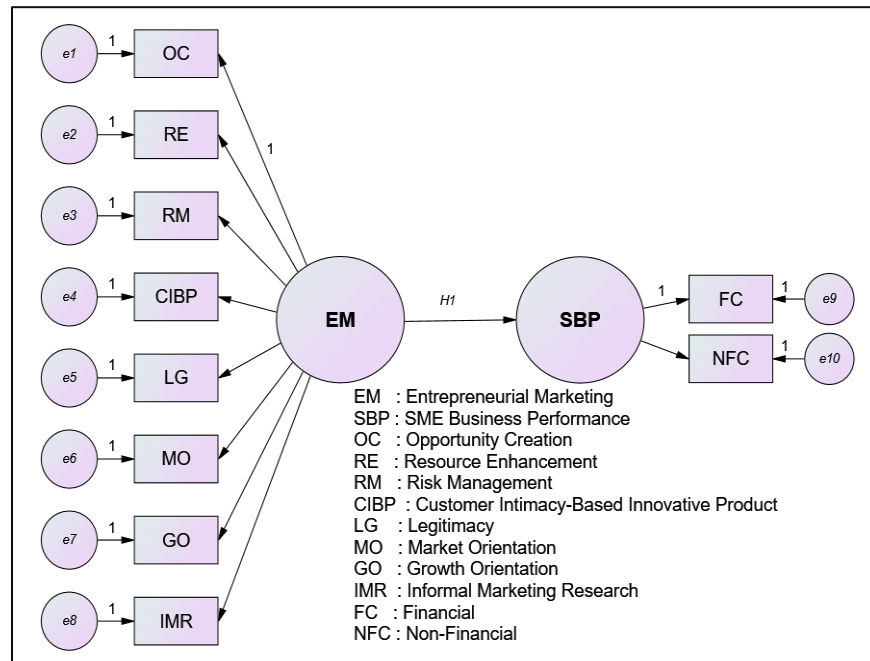 e1 1 OC
1
e2 1 RE
e3 1 RM
e4 1 CIBP
EM H1 SBP
1 FC 1 e9
NFC 1 e10
e5 1 LG
e6 1 MO
e7 1 GO
e8 1 IMR
EM : Entrepreneurial Marketing
SBP : SME Business Performance
OC : Opportunity Creation
RE : Resource Enhancement
RM : Risk Management
CIBP : Customer Intimacy-Based Innovative Product
LG : Legitimacy
MO : Market Orientation
GO : Growth Orientation
IMR : Informal Marketing Research
FC : Financial
NFC : Non-Financial